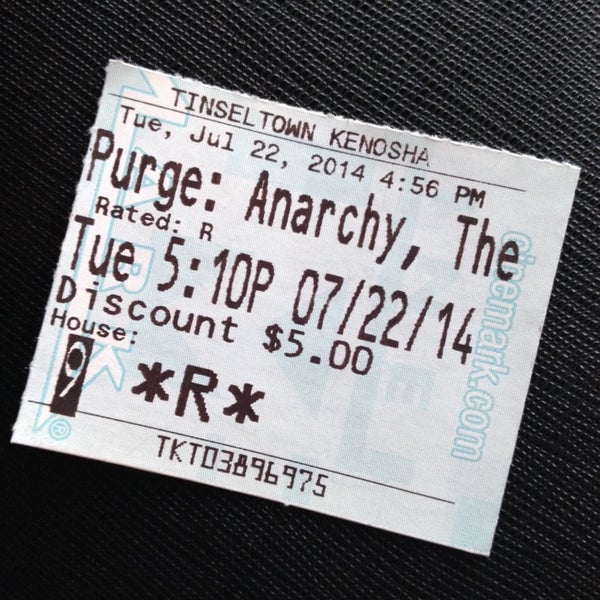 TINSELTOWN KENOSHA
Tue, Jul 22, 2014 4:56 PM
Purge: Anarchy, The
Rated: R
Tue 5:10P 07/22/14
Discount $5.00
House:
9 *R*
TKT03896975
cinemark.com